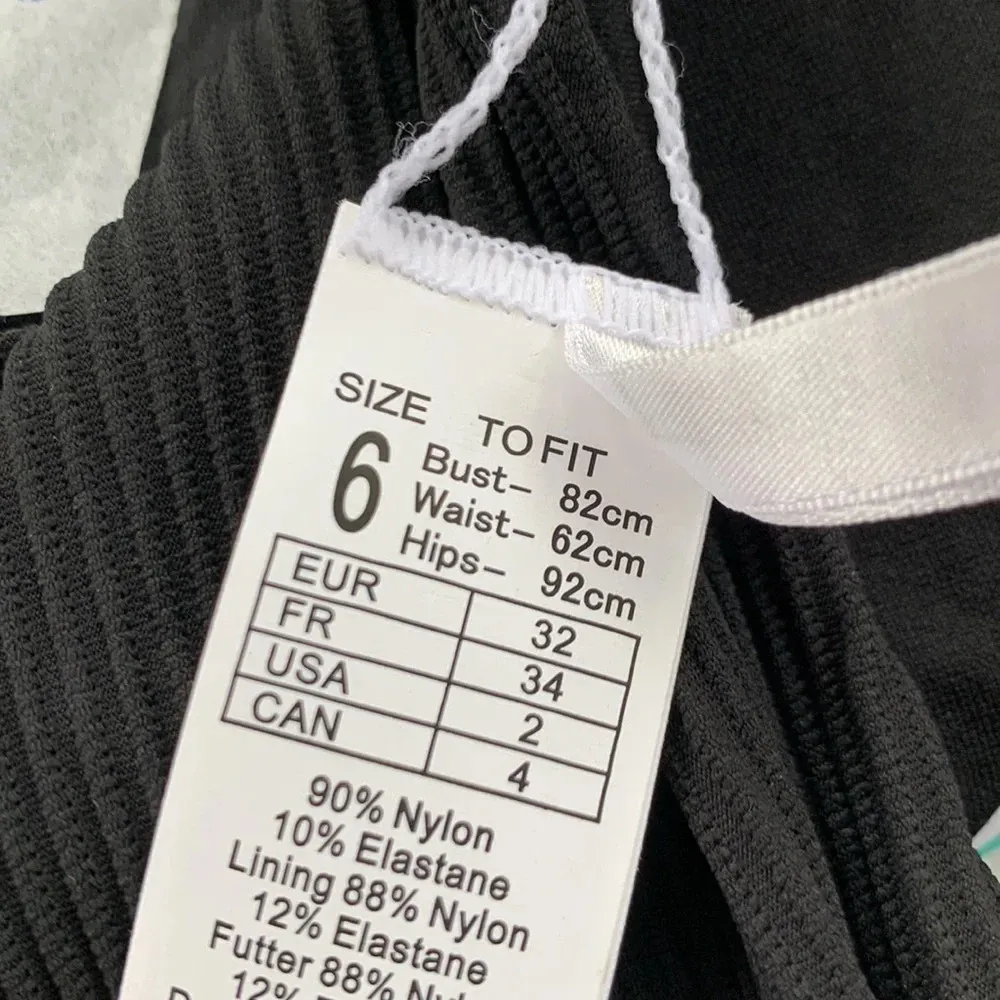 SIZE TO FIT
6 Bust- 82cm
Waist- 62cm
Hips- 92cm
EUR 32
FR 34
USA 2
CAN 4
90% Nylon
10% Elastane
Lining 88% Nylon
12% Elastane
Futter 88%
12%